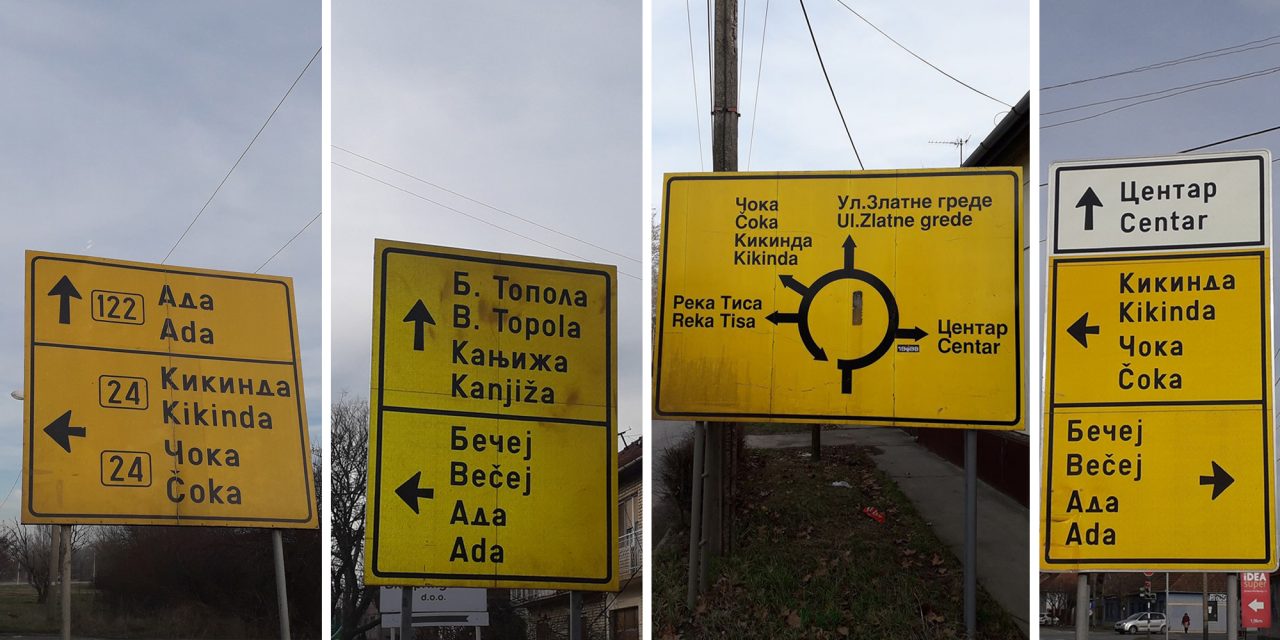 122
Ада
Ada
24
Кикинда
Kikinda
24
Чока
Čoka
Б. Топола
B. Topola
Кањижа
Kanjiža
Бечеј
Bečej
Ада
Ada
d.o.o.
Чока
Čoka
Кикинда
Kikinda
Ул.Златне греде
Ul.Zlatne grede
Река Тиса
Reka Tisa
Центар
Centar
Центар
Centar
Кикинда
Kikinda
Чока
Čoka
Бечеј
Bečej
Ада
Ada
IDEA
super